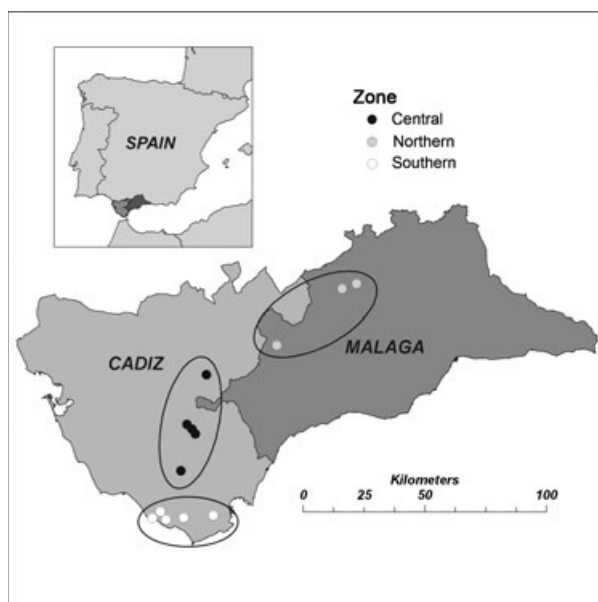 SPAIN
Zone
Central
Northern
Southern
CADIZ
MALAGA
Kilometers
0 25 50 100